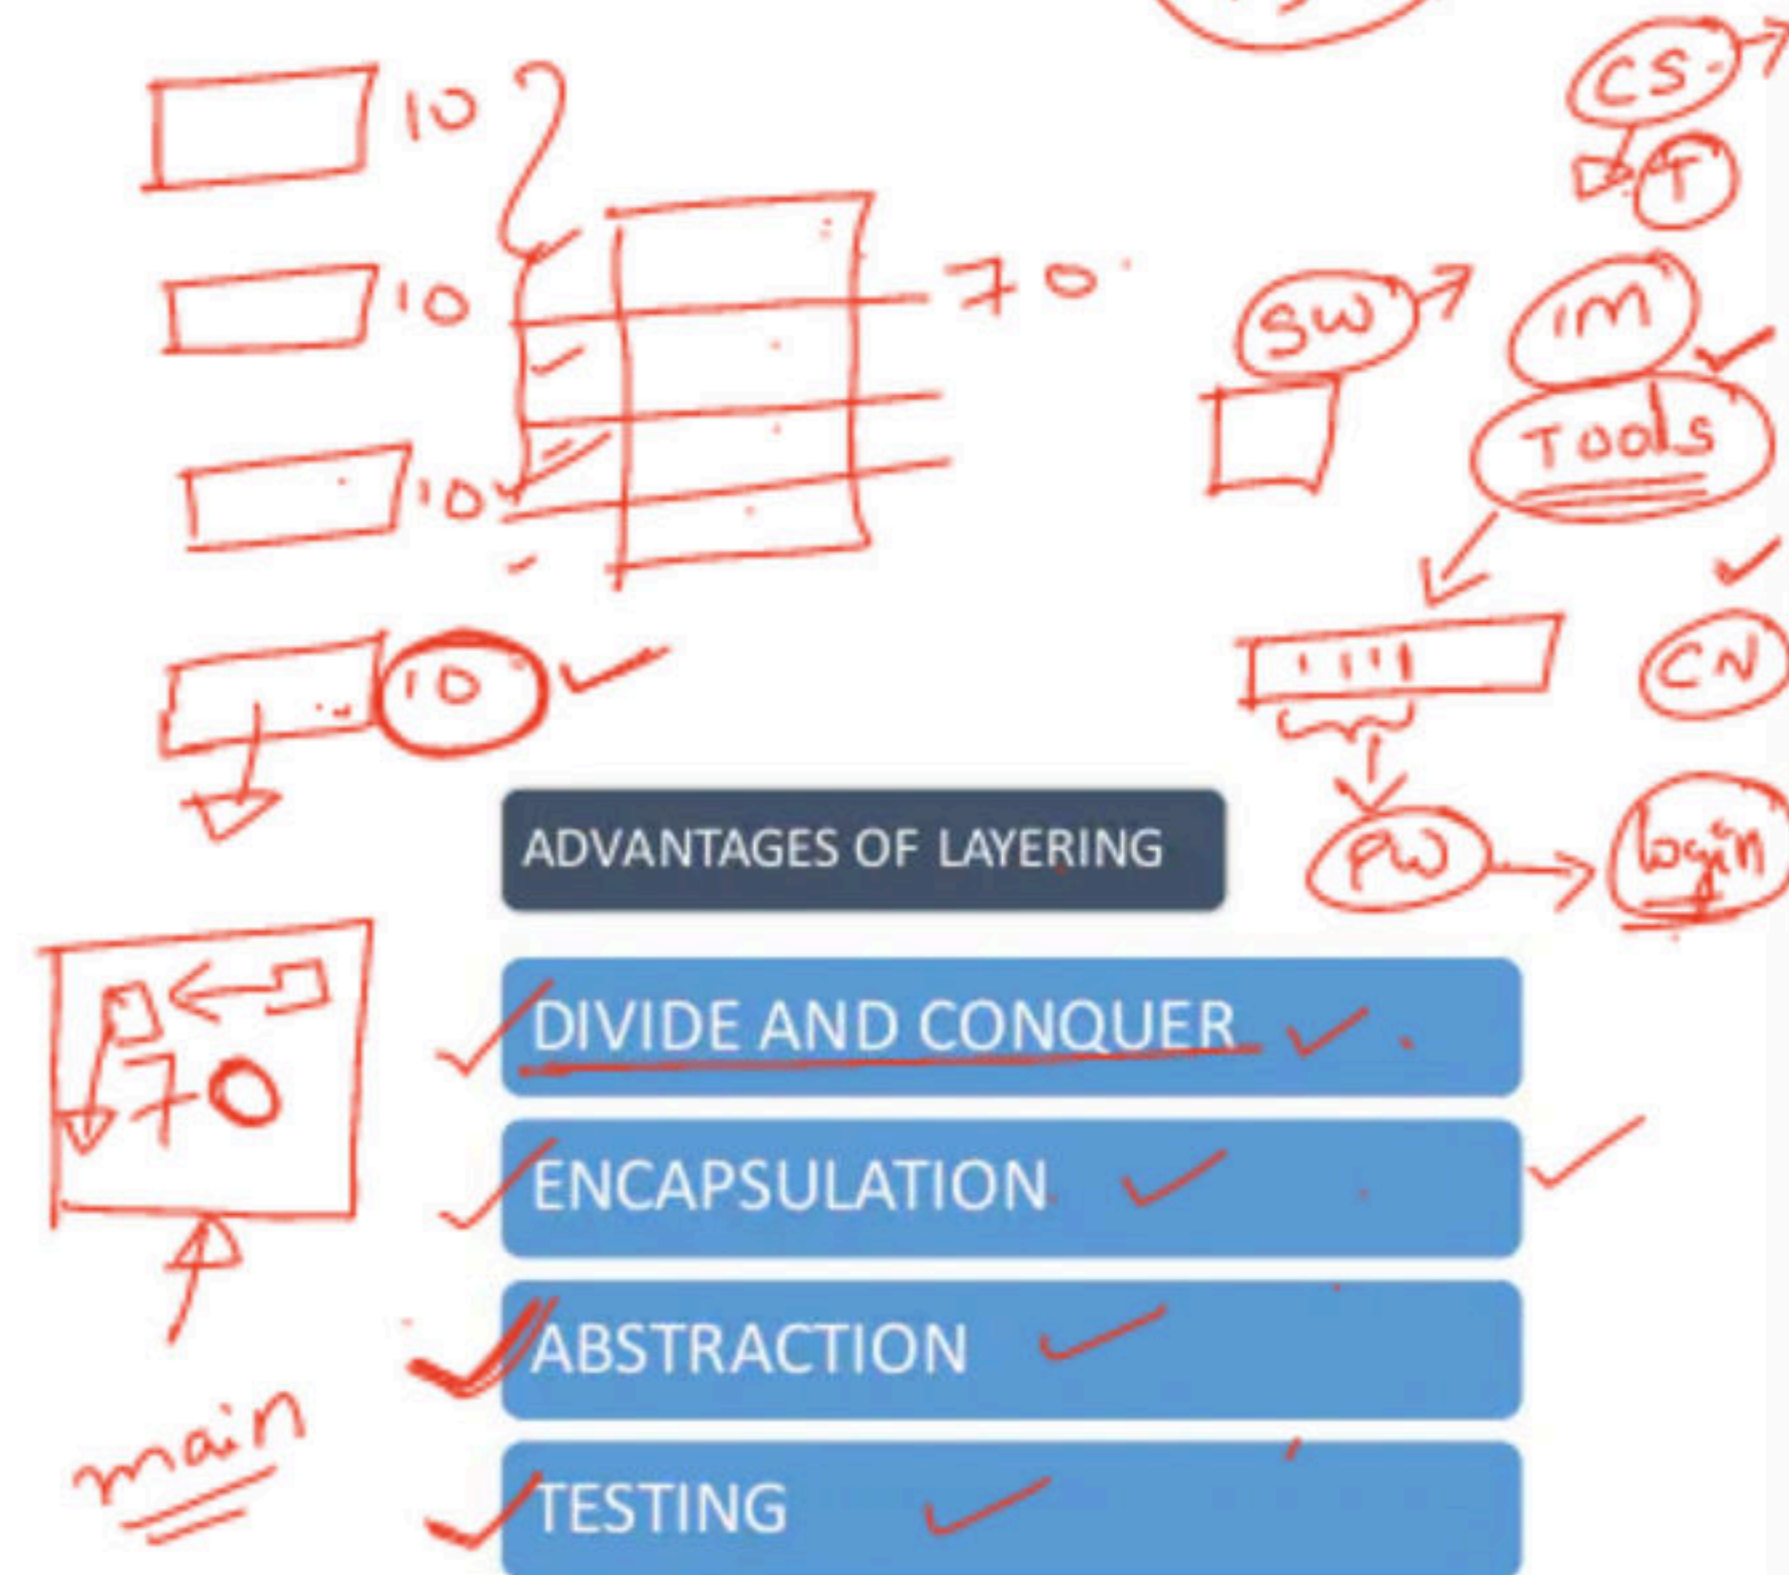 CS
10
T
10
70
SW
IM
10
Tools
10
CN
ADVANTAGES OF LAYERING
PW
login
DIVIDE AND CONQUER
70
ENCAPSULATION
ABSTRACTION
main
TESTING